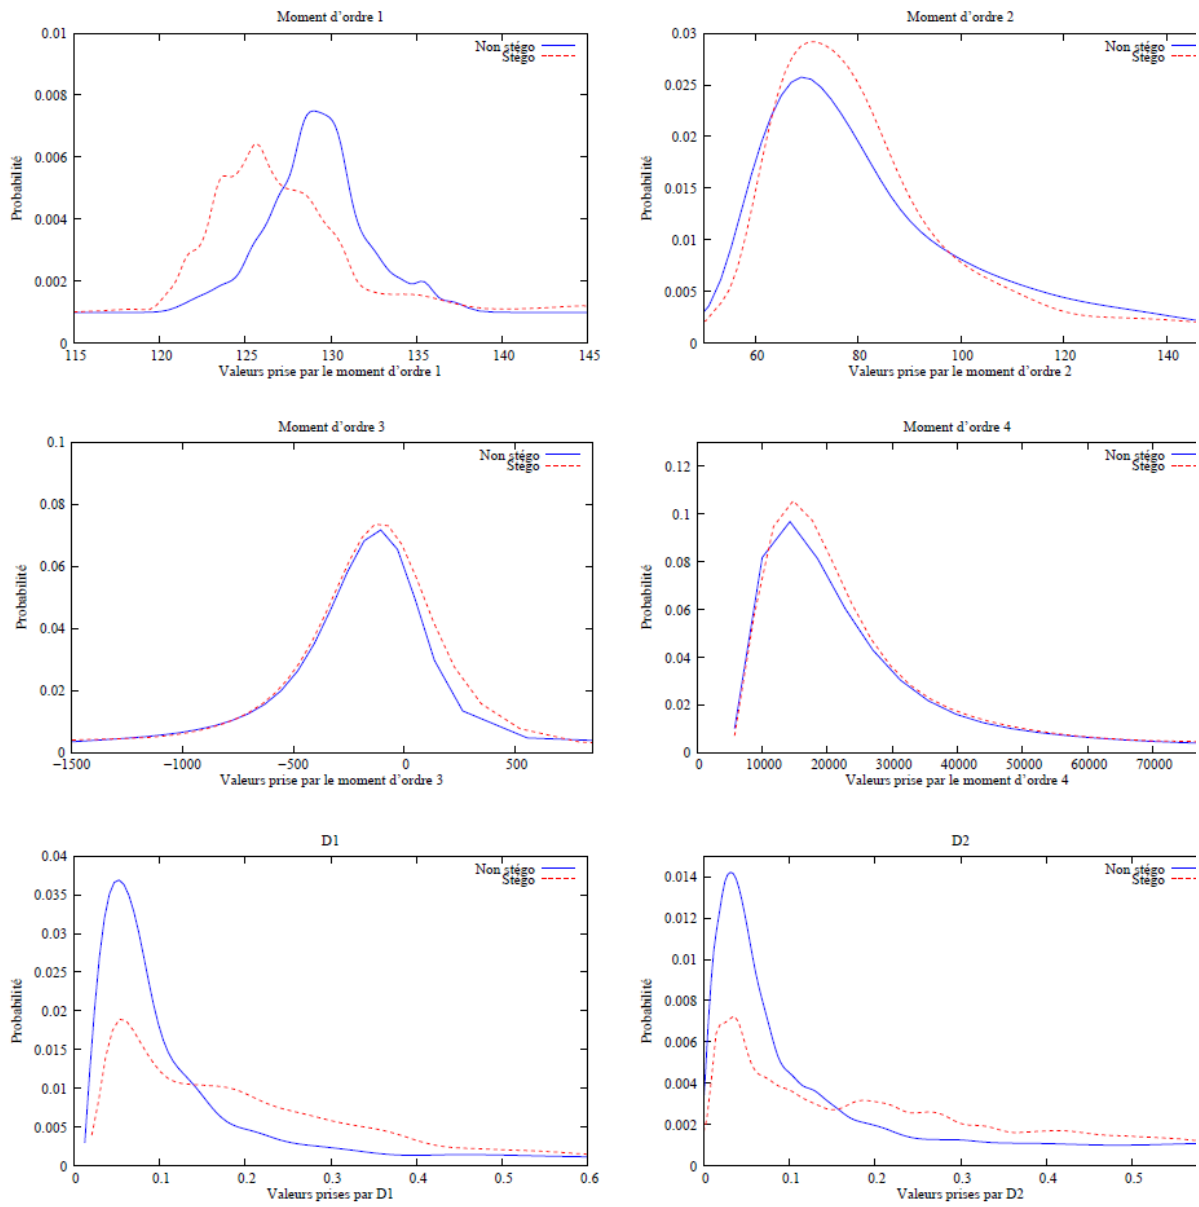 Moment d'ordre 1
Non stégo
Stégo
Probabilité
0.01
0.008
0.006
0.004
0.002
0
115 120 125 130 135 140 145
Valeurs prise par le moment d'ordre 1
Moment d'ordre 2
Non stégo
Stégo
Probabilité
0.03
0.025
0.02
0.015
0.01
0.005
0
60 80 100 120 140
Valeurs prise par le moment d'ordre 2
Moment d'ordre 3
Non stégo
Stégo
Probabilité
0.1
0.08
0.06
0.04
0.02
0
−1500 −1000 −500 0 500
Valeurs prise par le moment d'ordre 3
Moment d'ordre 4
Non stégo
Stégo
Probabilité
0.12
0.1
0.08
0.06
0.04
0.02
0
0 10000 20000 30000 40000 50000 60000 70000
Valeurs prise par le moment d'ordre 4
D1
Non stégo
Stégo
Probabilité
0.04
0.035
0.03
0.025
0.02
0.015
0.01
0.005
0
0 0.1 0.2 0.3 0.4 0.5 0.6
Valeurs prises par D1
D2
Non stégo
Stégo
Probabilité
0.014
0.012
0.01
0.008
0.006
0.004
0.002
0
0 0.1 0.2 0.3 0.4 0.5
Valeurs prises par D2